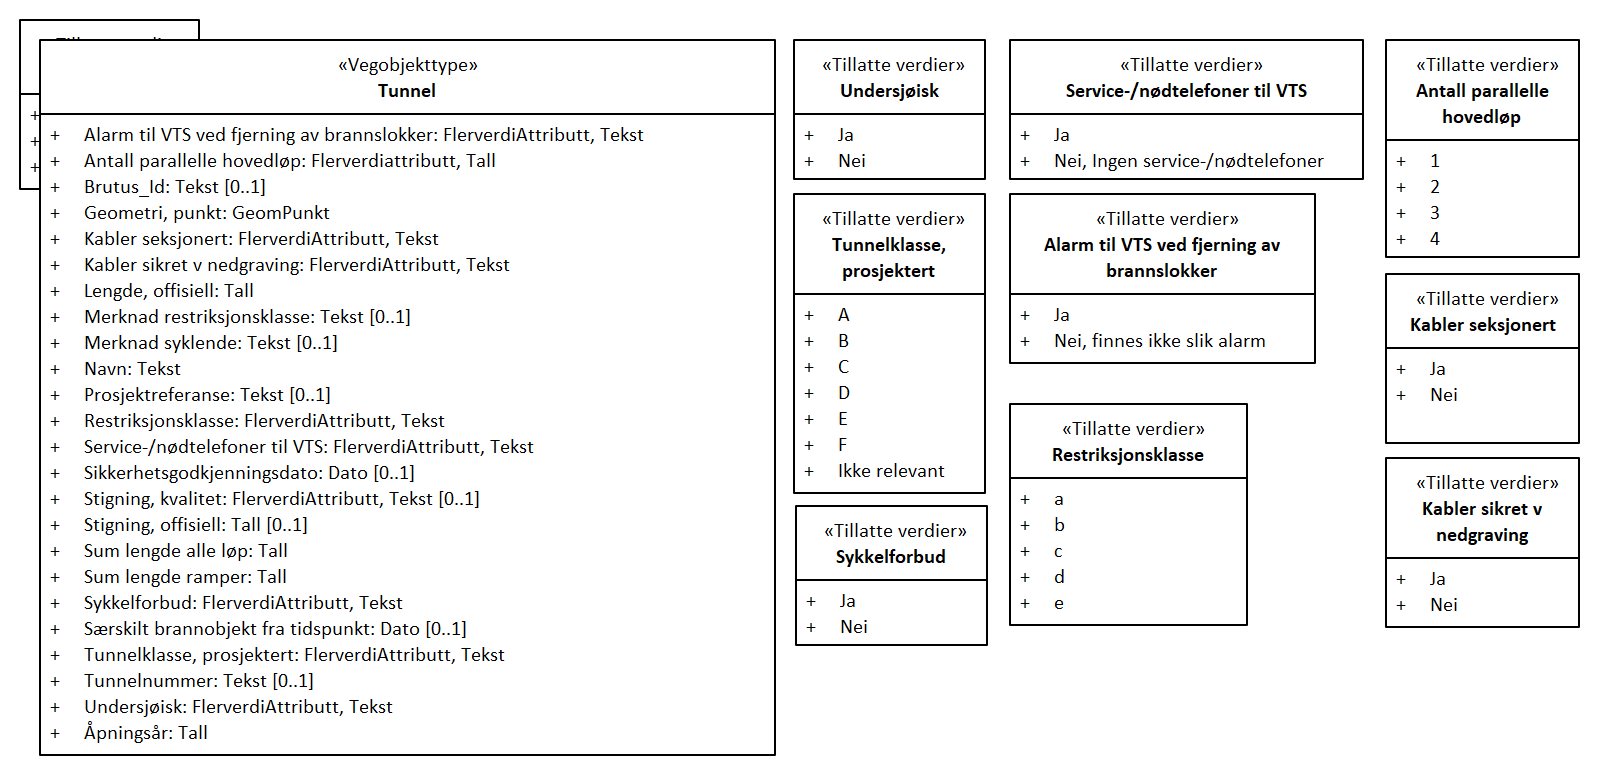 «Vegobjekttype»
Tunnel
+ Alarm til VTS ved fjerning av brannslokker: FlerverdiAttributt, Tekst
+ Antall parallelle hovedløp: Flerverdiattributt, Tall
+ Brutus_Id: Tekst [0..1]
+ Geometri, punkt: GeomPunkt
+ Kabler seksjonert: FlerverdiAttributt, Tekst
+ Kabler sikret v nedgraving: FlerverdiAttributt, Tekst
+ Lengde, offisiell: Tall
+ Merknad restriksjonsklasse: Tekst [0..1]
+ Merknad syklende: Tekst [0..1]
+ Navn: Tekst
+ Prosjektreferanse: Tekst [0..1]
+ Restriksjonsklasse: FlerverdiAttributt, Tekst
+ Service-/nødtelefoner til VTS: FlerverdiAttributt, Tekst
+ Sikkerhetsgodkjenningsdato: Dato [0..1]
+ Stigning, kvalitet: FlerverdiAttributt, Tekst [0..1]
+ Stigning, offisiell: Tall [0..1]
+ Sum lengde alle løp: Tall
+ Sum lengde ramper: Tall
+ Sykkelforbud: FlerverdiAttributt, Tekst
+ Særskilt brannobjekt fra tidspunkt: Dato [0..1]
+ Tunnelklasse, prosjektert: FlerverdiAttributt, Tekst
+ Tunnelnummer: Tekst [0..1]
+ Undersjøisk: FlerverdiAttributt, Tekst
+ Åpningsår: Tall
«Tillatte verdier»
Undersjøisk
+ Ja
+ Nei
«Tillatte verdier»
Tunnelklasse,
prosjektert
+ A
+ B
+ C
+ D
+ E
+ F
+ Ikke relevant
«Tillatte verdier»
Sykkelforbud
+ Ja
+ Nei
«Tillatte verdier»
Service-/nødtelefoner til VTS
+ Ja
+ Nei, Ingen service-/nødtelefoner
«Tillatte verdier»
Alarm til VTS ved fjerning av
brannslokker
+ Ja
+ Nei, finnes ikke slik alarm
«Tillatte verdier»
Restriksjonsklasse
+ a
+ b
+ c
+ d
+ e
«Tillatte verdier»
Antall parallelle
hovedløp
+ 1
+ 2
+ 3
+ 4
«Tillatte verdier»
Kabler seksjonert
+ Ja
+ Nei
«Tillatte verdier»
Kabler sikret v
nedgraving
+ Ja
+ Nei